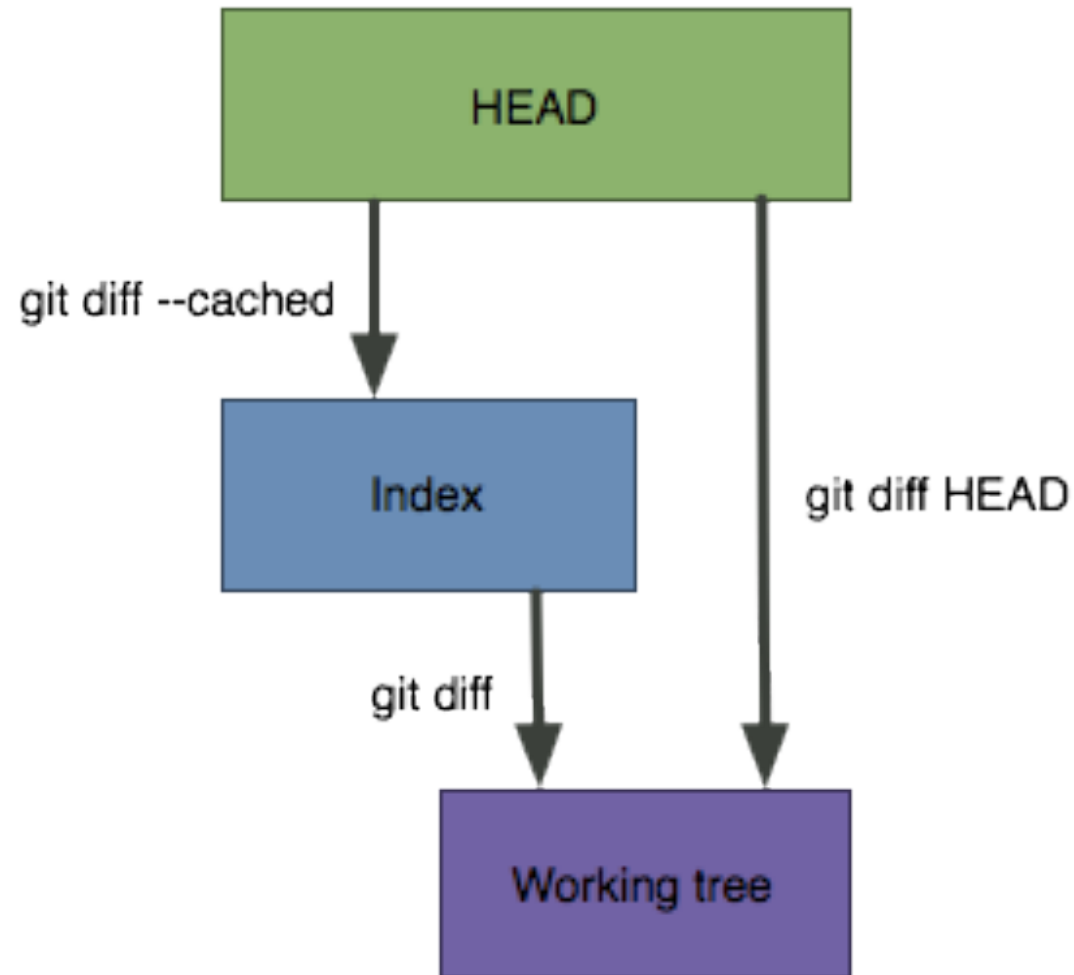 HEAD
git diff --cached
Index
git diff HEAD
git diff
Working tree